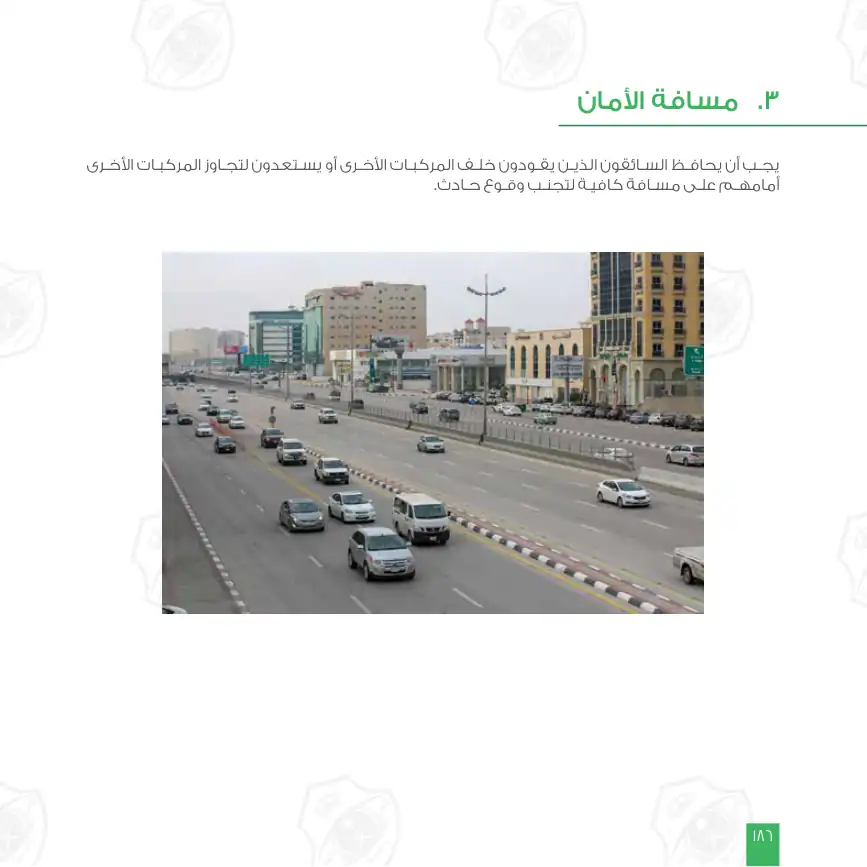 ٣. مسافة الأمان
يجب أن يحافظ السائقون الذين يقودون خلف المركبات الأخرى أو يستعدون لتجاوز المركبات الأخرى
أمامهم على مسافة كافية لتجنب وقوع حادث.
١٨٦